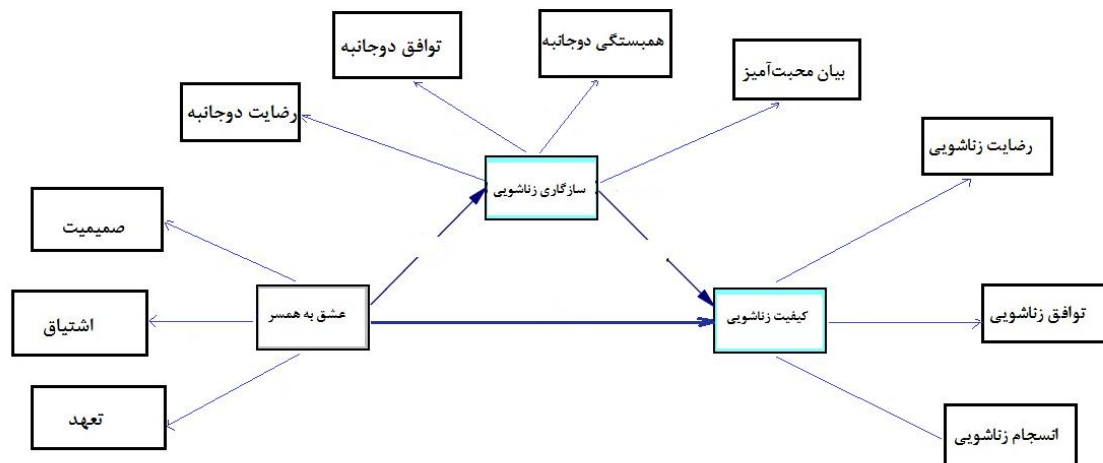 همبستگی دوجانبه
توافق دوجانبه
بیان محبت‌آمیز
رضایت دوجانبه
رضایت زناشویی
سازگاری زناشویی
صمیمیت
توافق زناشویی
کیفیت زناشویی
عشق به همسر
اشتیاق
تعهد
انسجام زناشویی